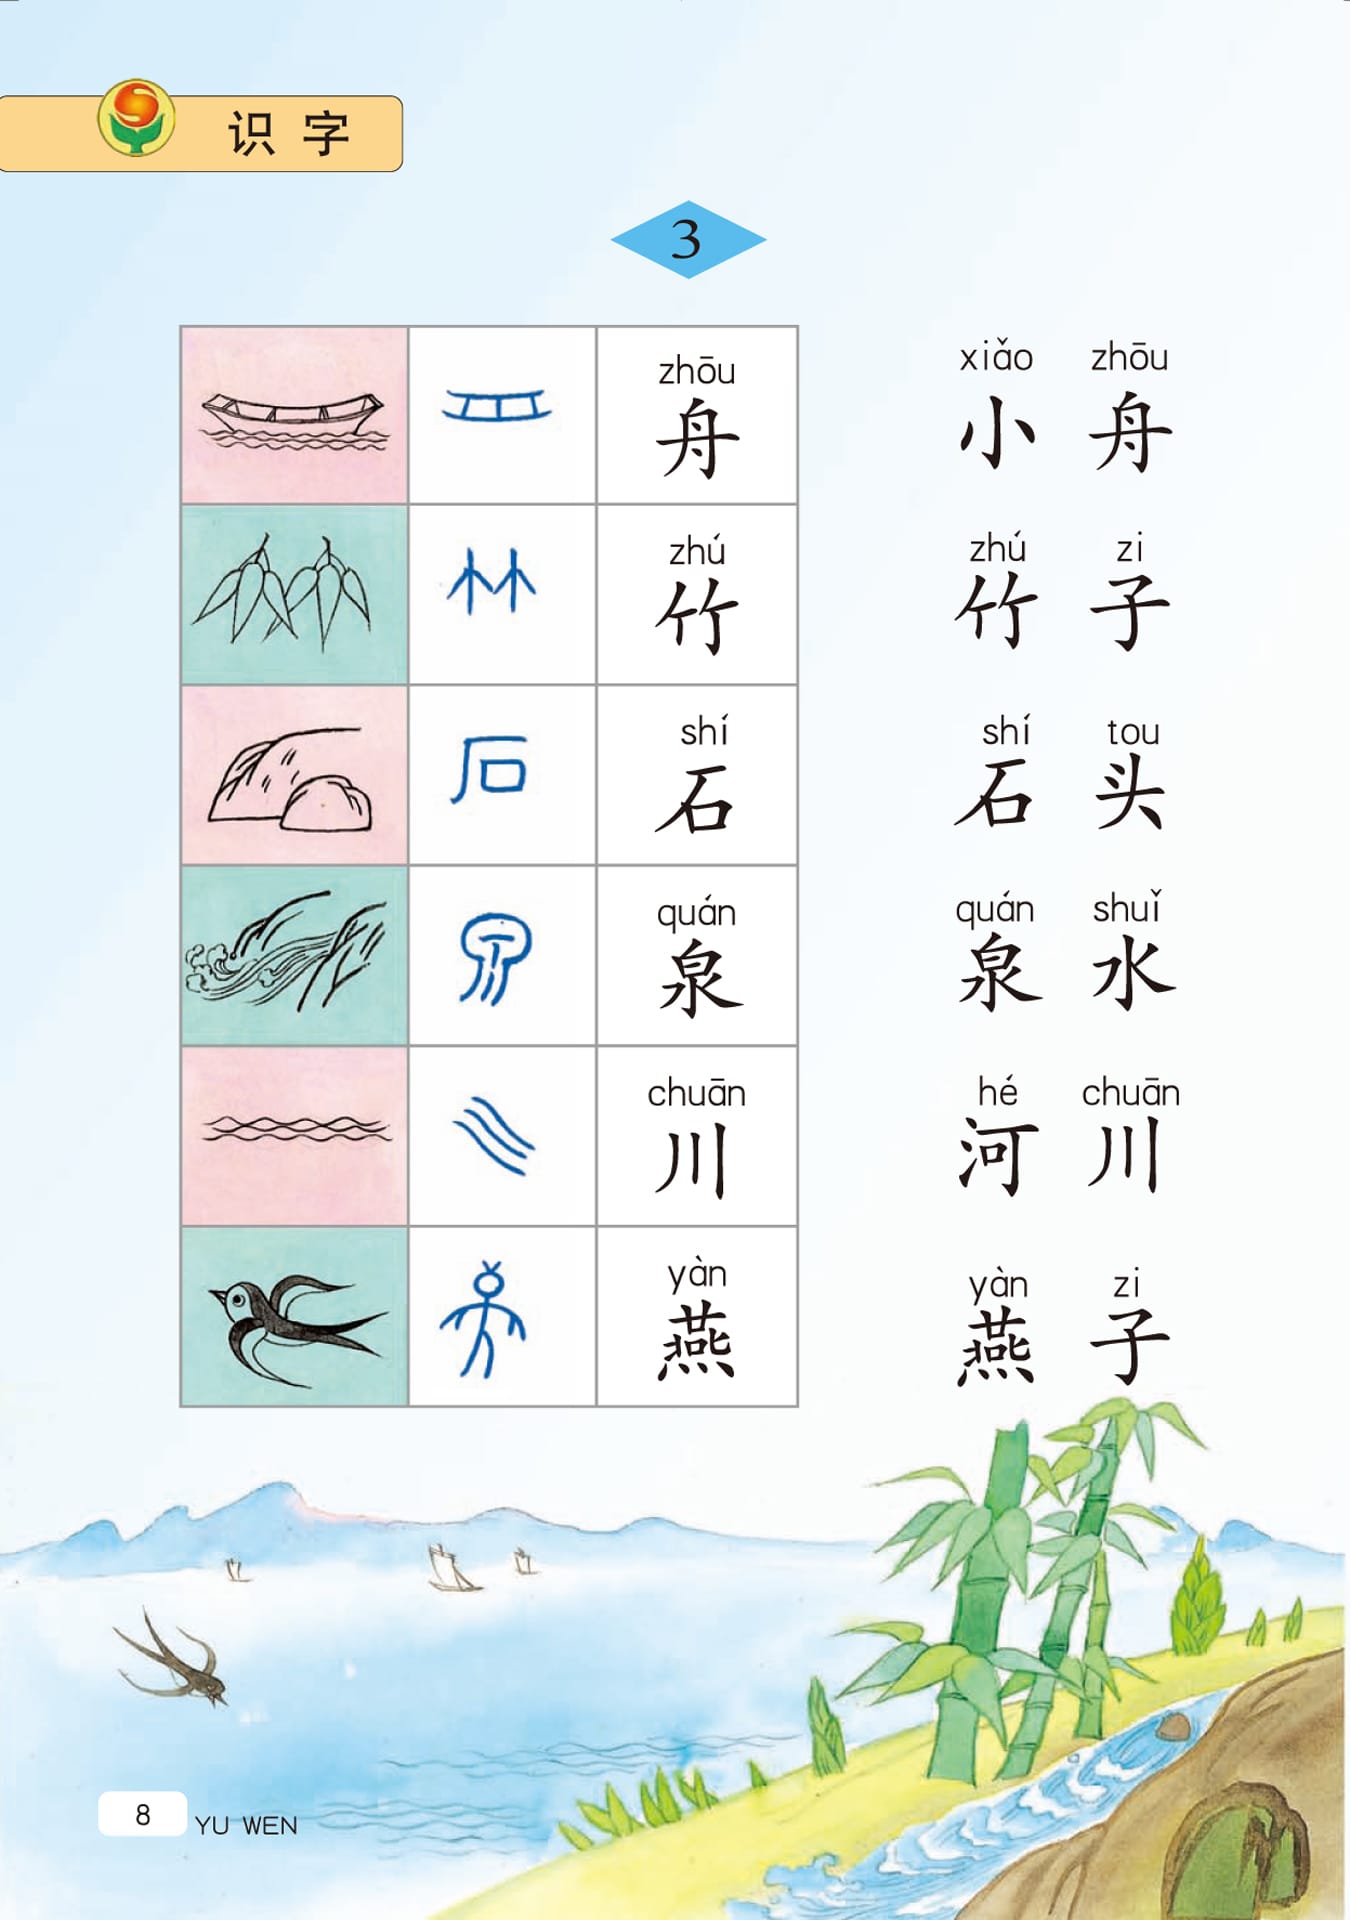 识字
3
zhōu xiǎo zhōu
舟 小舟
zhú zhú zi
竹 竹子
shí shí tou
石 石头
quán quán shuǐ
泉 泉水
chuān hé chuān
川 河川
yàn yàn zi
燕 燕子
8 YU WEN